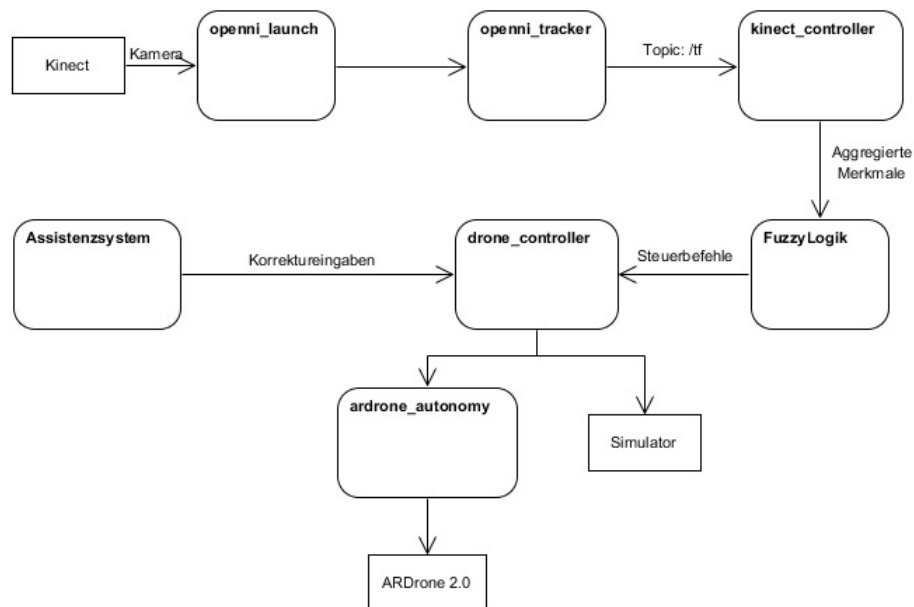 openni_launch
openni_tracker
kinect_controller
Kinect
Kamera
Topic: /tf
Aggregierte
Merkmale
Assistenzsystem
Korrektureingaben
drone_controller
Steuerbefehle
FuzzyLogik
ardrone_autonomy
Simulator
ARDrone 2.0